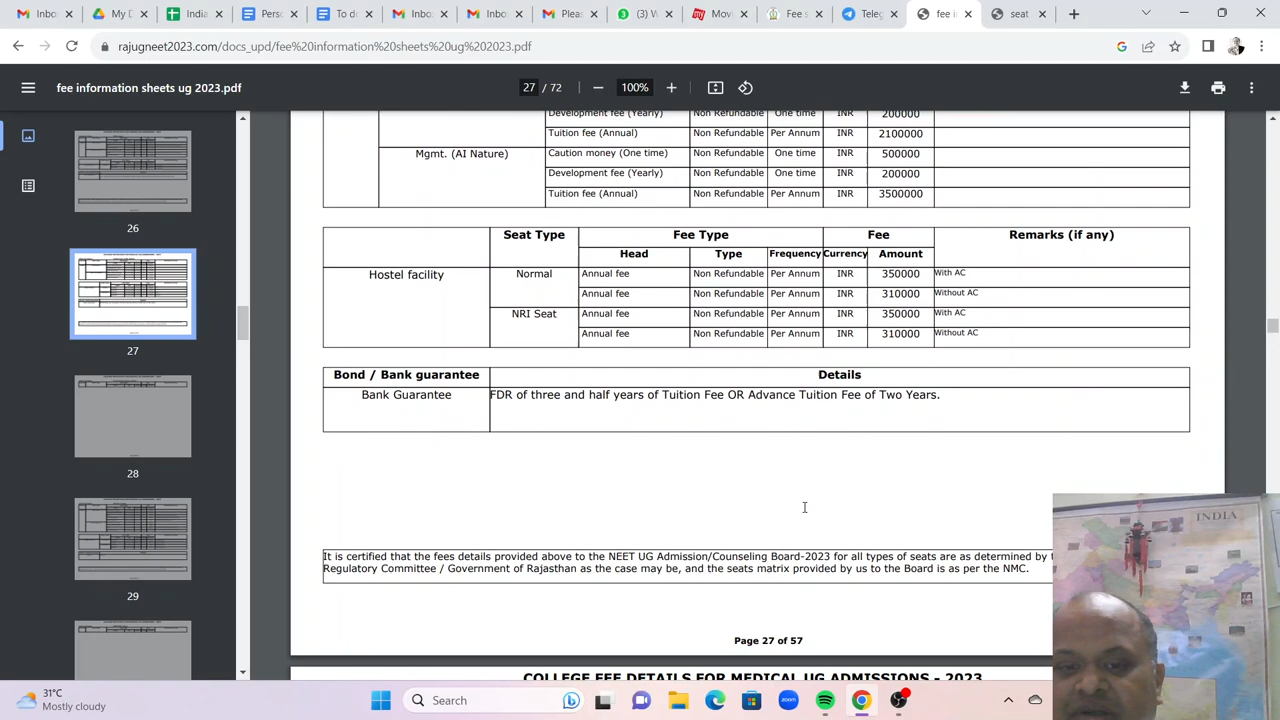 Inbo
My D
India
Perso
To do
Inbox
Inbox
Pleas
(3) W
Movi
Fee s
Teleg
fee in
seat
rajugneet2023.com/docs_upd/fee%20information%20sheets%20ug%202023.pdf
fee information sheets ug 2023.pdf
27 / 72
100%
26
27
28
29
Development fee (Yearly) Non Refundable One time INR 200000
Tuition fee (Annual) Non Refundable Per Annum INR 2100000
Mgmt. (AI Nature) Caution money (One time) Non Refundable One time INR 500000
Development fee (Yearly) Non Refundable One time INR 200000
Tuition fee (Annual) Non Refundable Per Annum INR 3500000
Seat Type Fee Type Fee Remarks (if any)
Head Type Frequency Currency Amount
Hostel facility Normal Annual fee Non Refundable Per Annum INR 350000 With AC
Annual fee Non Refundable Per Annum INR 310000 Without AC
NRI Seat Annual fee Non Refundable Per Annum INR 350000 With AC
Annual fee Non Refundable Per Annum INR 310000 Without AC
Bond / Bank guarantee Details
Bank Guarantee FDR of three and half years of Tuition Fee OR Advance Tuition Fee of Two Years.
It is certified that the fees details provided above to the NEET UG Admission/Counseling Board-2023 for all types of seats are as determined by
Regulatory Committee / Government of Rajasthan as the case may be, and the seats matrix provided by us to the Board is as per the NMC.
Page 27 of 57
COLLEGE FEE DETAILS FOR MEDICAL UG ADMISSIONS - 2023
INDIA
31°C
Mostly cloudy
Search
zoom